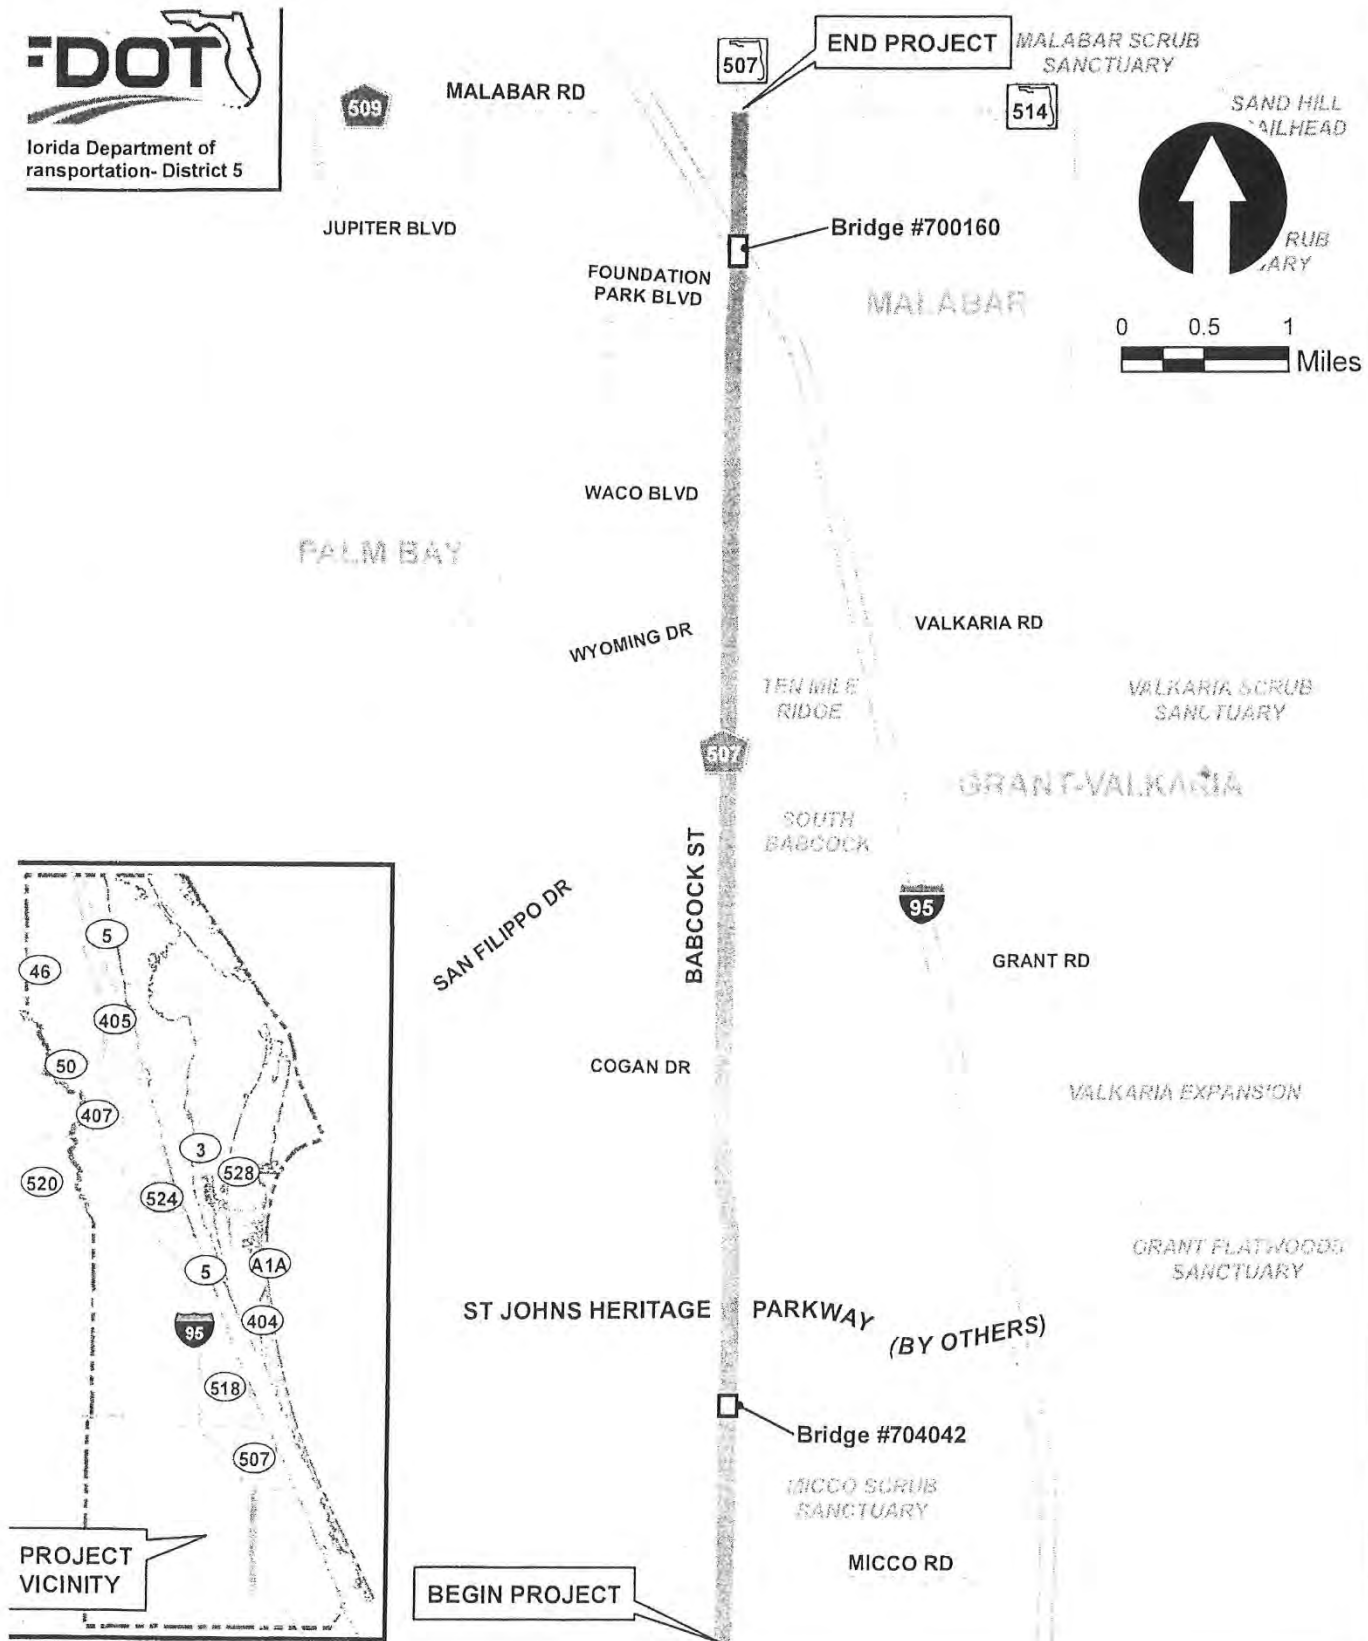 FDOT
lorida Department of
ransportation- District 5
509
MALABAR RD
507
END PROJECT
MALABAR SCRUB
SANCTUARY
514
SAND HILL
AILHEAD
JUPITER BLVD
Bridge #700160
RUB
ARY
FOUNDATION
PARK BLVD
MALABAR
0 0.5 1
Miles
WACO BLVD
PALM BAY
WYOMING DR
VALKARIA RD
TEN MILE
RIDGE
VALKARIA SCRUB
SANCTUARY
507
GRANT-VALKARIA
SOUTH
BABCOCK
BABCOCK ST
SAN FILIPPO DR
95
GRANT RD
COGAN DR
VALKARIA EXPANSION
GRANT FLATWOODS
SANCTUARY
ST JOHNS HERITAGE PARKWAY (BY OTHERS)
Bridge #704042
MICCO SCRUB
SANCTUARY
MICCO RD
BEGIN PROJECT
5
46
405
50
407
3
528
520
524
5
A1A
404
95
518
507
PROJECT
VICINITY